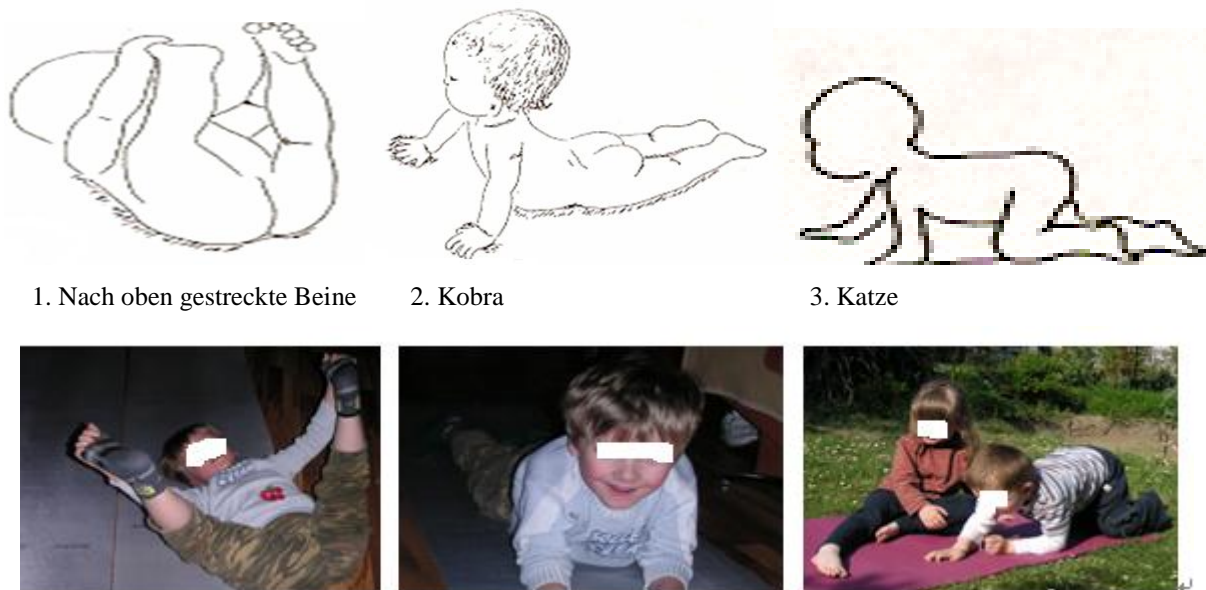 1. Nach oben gestreckte Beine 2. Kobra 3. Katze